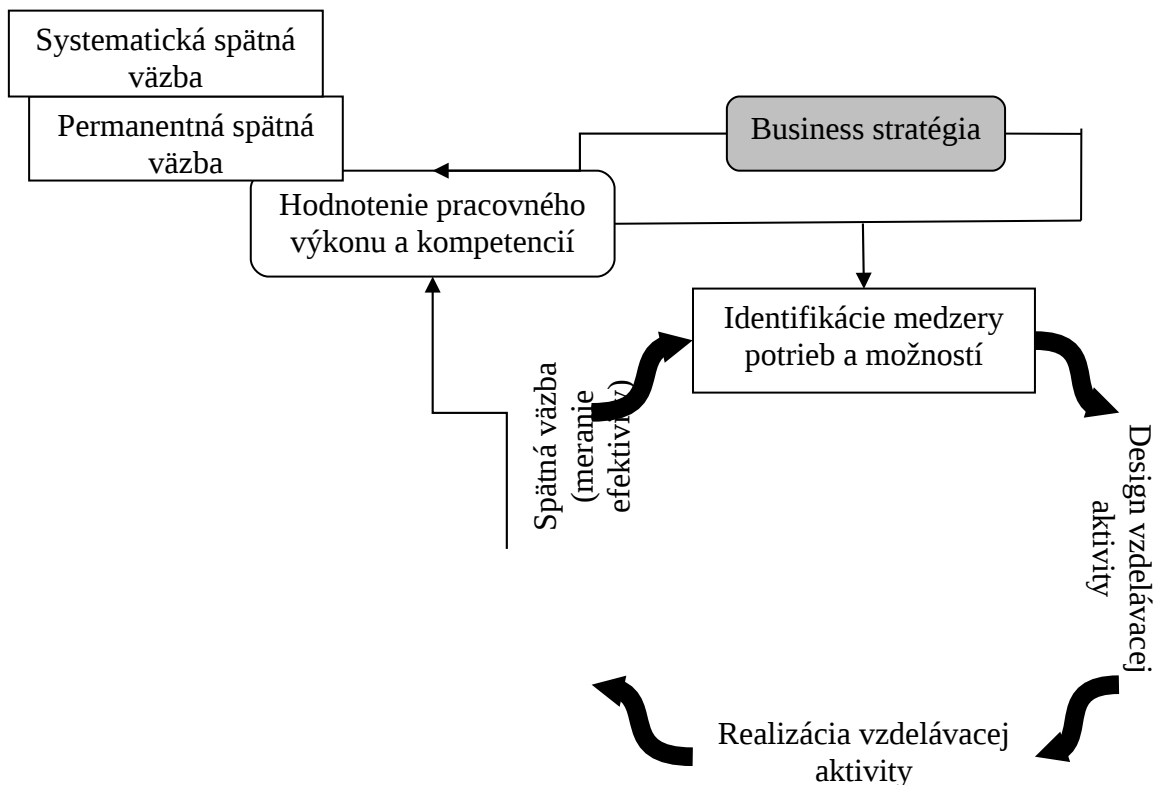 Systematická spätná
väzba
Permanentná spätná
väzba
Business stratégia
Hodnotenie pracovného
výkonu a kompetencií
Identifikácie medzery
potrieb a možností
Spätná väzba
(meranie
efektivity)
Design vzdelávacej
aktivity
Realizácia vzdelávacej
aktivity